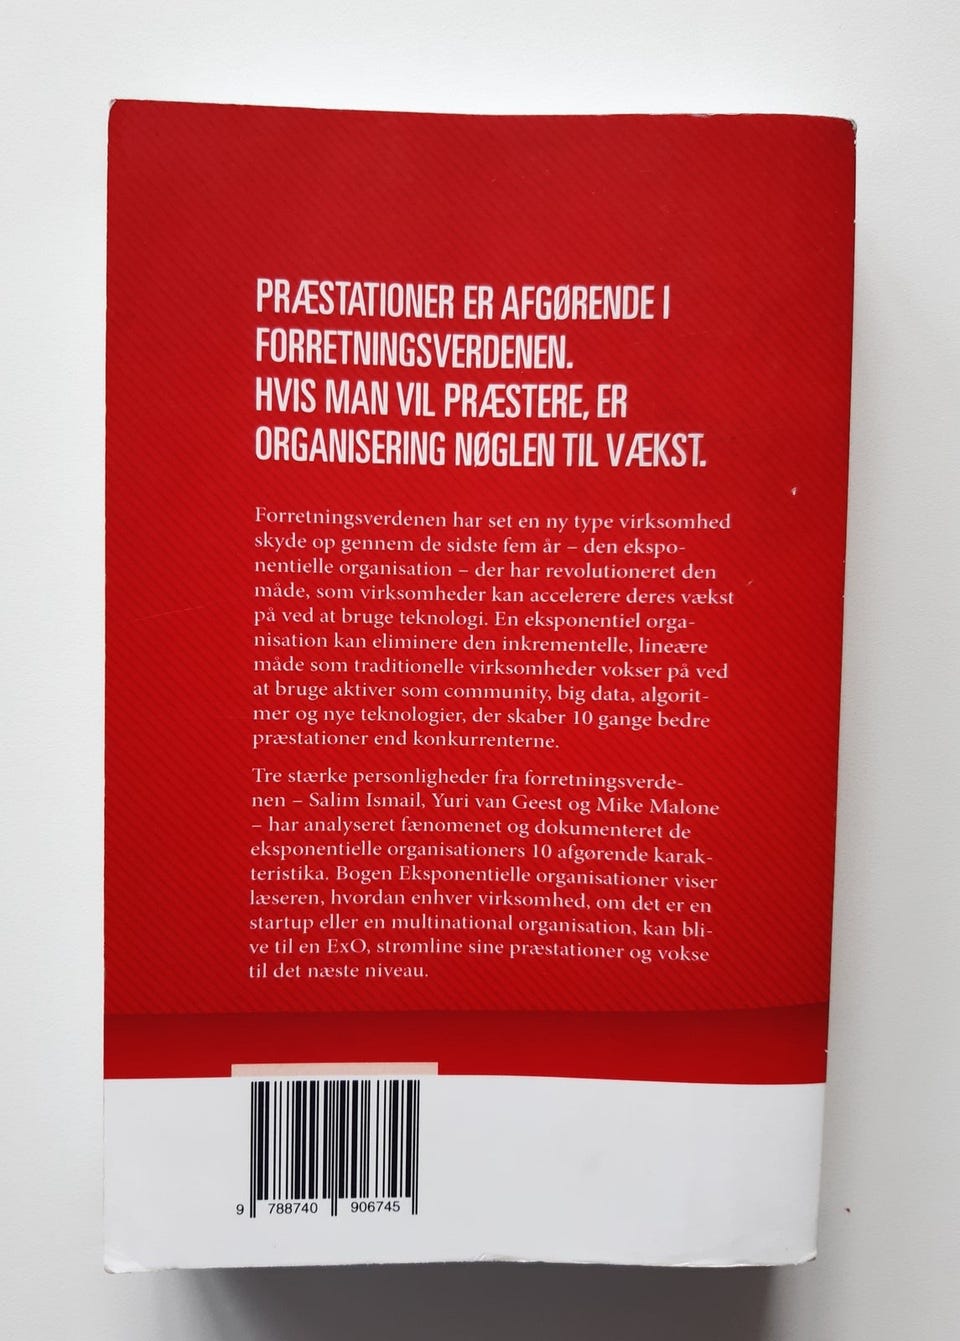 PRÆSTATIONER ER AFGØRENDE I
FORRETNINGSVERDENEN.
HVIS MAN VIL PRÆSTERE, ER
ORGANISERING NØGLEN TIL VÆKST.
Forretningsverdenen har set en ny type virksomhed
skyde op gennem de sidste fem år – den ekspo-
nentielle organisation – der har revolutioneret den
måde, som virksomheder kan accelerere deres vækst
på ved at bruge teknologi. En eksponentiel orga-
nisation kan eliminere den inkrementelle, lineære
måde som traditionelle virksomheder vokser på ved
at bruge aktiver som community, big data, algorit-
mer og nye teknologier, der skaber 10 gange bedre
præstationer end konkurrenterne.
Tre stærke personligheder fra forretningsverde-
nen – Salim Ismail, Yuri van Geest og Mike Malone
– har analyseret fænomenet og dokumenteret de
eksponentielle organisationers 10 afgørende karak-
teristika. Bogen Eksponentielle organisationer viser
læseren, hvordan enhver virksomhed, om det er en
startup eller en multinational organisation, kan bli-
ve til en ExO, strømline sine præstationer og vokse
til det næste niveau.
9 788740 906745